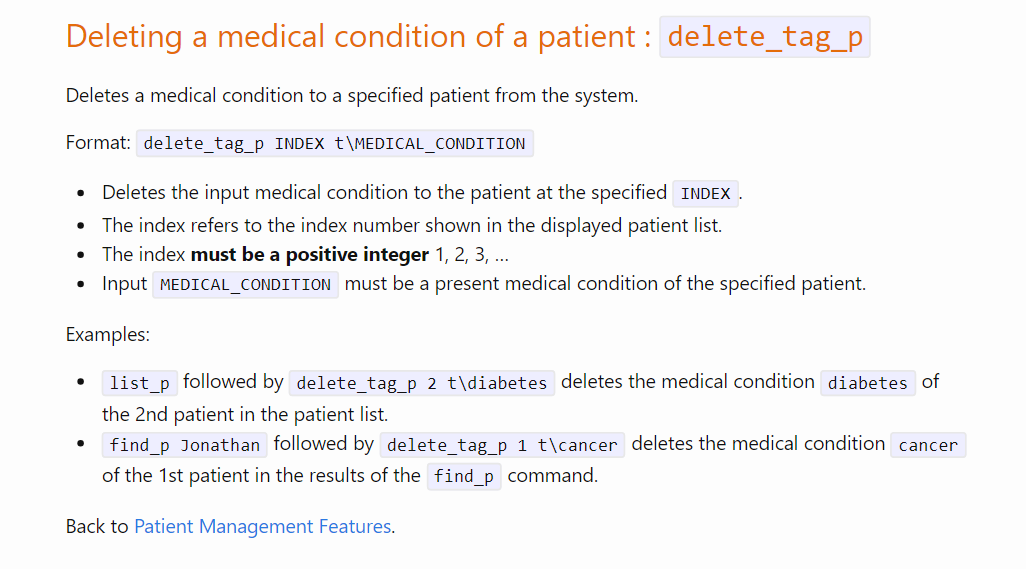 Deleting a medical condition of a patient : delete_tag_p
Deletes a medical condition to a specified patient from the system.
Format: delete_tag_p INDEX t\MEDICAL_CONDITION
• Deletes the input medical condition to the patient at the specified INDEX.
• The index refers to the index number shown in the displayed patient list.
• The index must be a positive integer 1, 2, 3, …
• Input MEDICAL_CONDITION must be a present medical condition of the specified patient.
Examples:
• list_p followed by delete_tag_p 2 t\diabetes deletes the medical condition diabetes of
the 2nd patient in the patient list.
• find_p Jonathan followed by delete_tag_p 1 t\cancer deletes the medical condition cancer
of the 1st patient in the results of the find_p command.
Back to Patient Management Features.